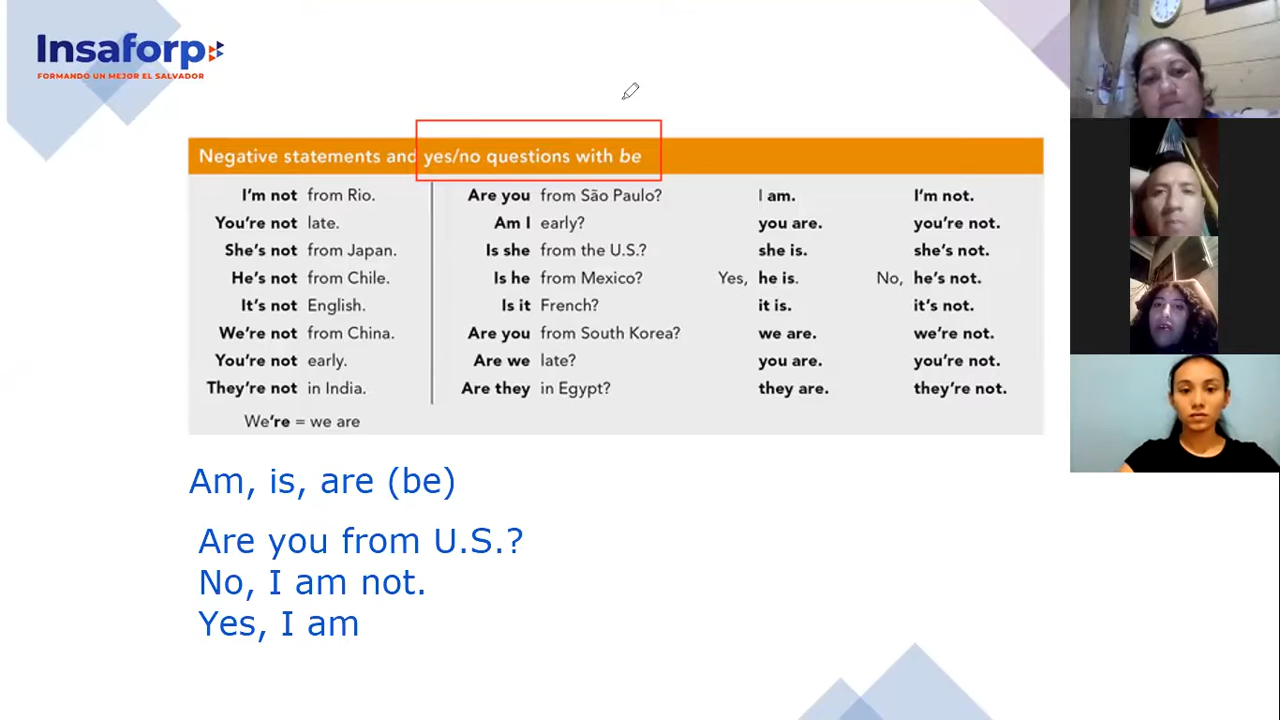 Insaforp
FORMANDO UN MEJOR EL SALVADOR
Negative statements and yes/no questions with be
I'm not from Rio. Are you from São Paulo? I am. I'm not.
You're not late. Am I early? you are. you're not.
She's not from Japan. Is she from the U.S.? she is. she's not.
He's not from Chile. Is he from Mexico? Yes, he is. No, he's not.
It's not English. Is it French? it is. it's not.
We're not from China. Are you from South Korea? we are. we're not.
You're not early. Are we late? you are. you're not.
They're not in India. Are they in Egypt? they are. they're not.
We're = we are
Am, is, are (be)
Are you from U.S.?
No, I am not.
Yes, I am